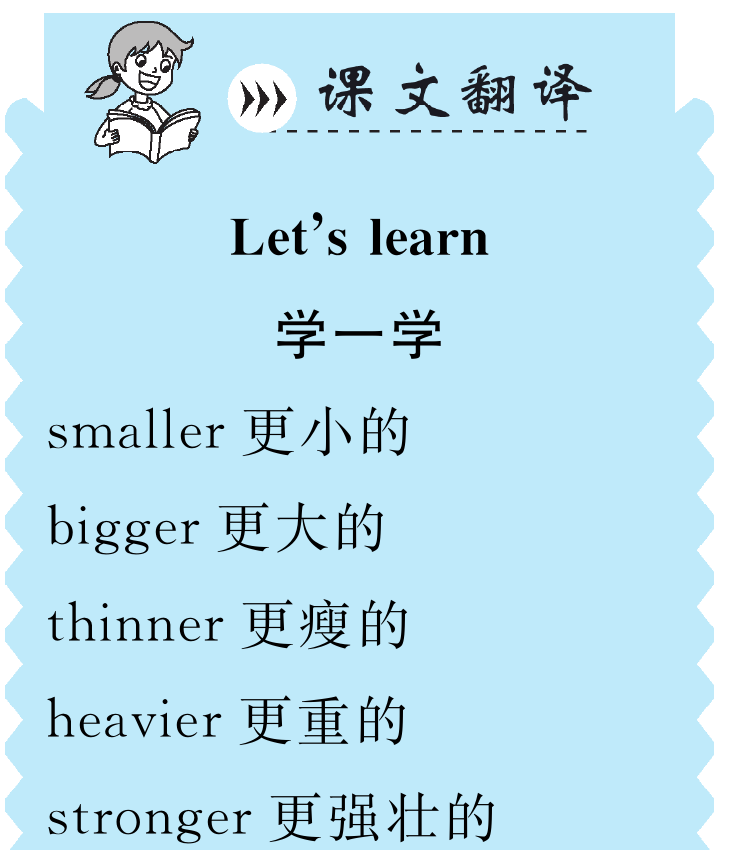 课文翻译
Let's learn
学一学
smaller 更小的
bigger 更大的
thinner 更瘦的
heavier 更重的
stronger 更强壮的